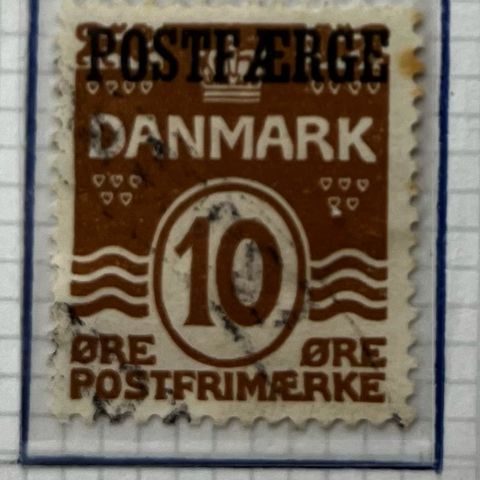 POSTFÆRGE
DANMARK
10
ØRE ØRE
POSTFRIMÆRKE